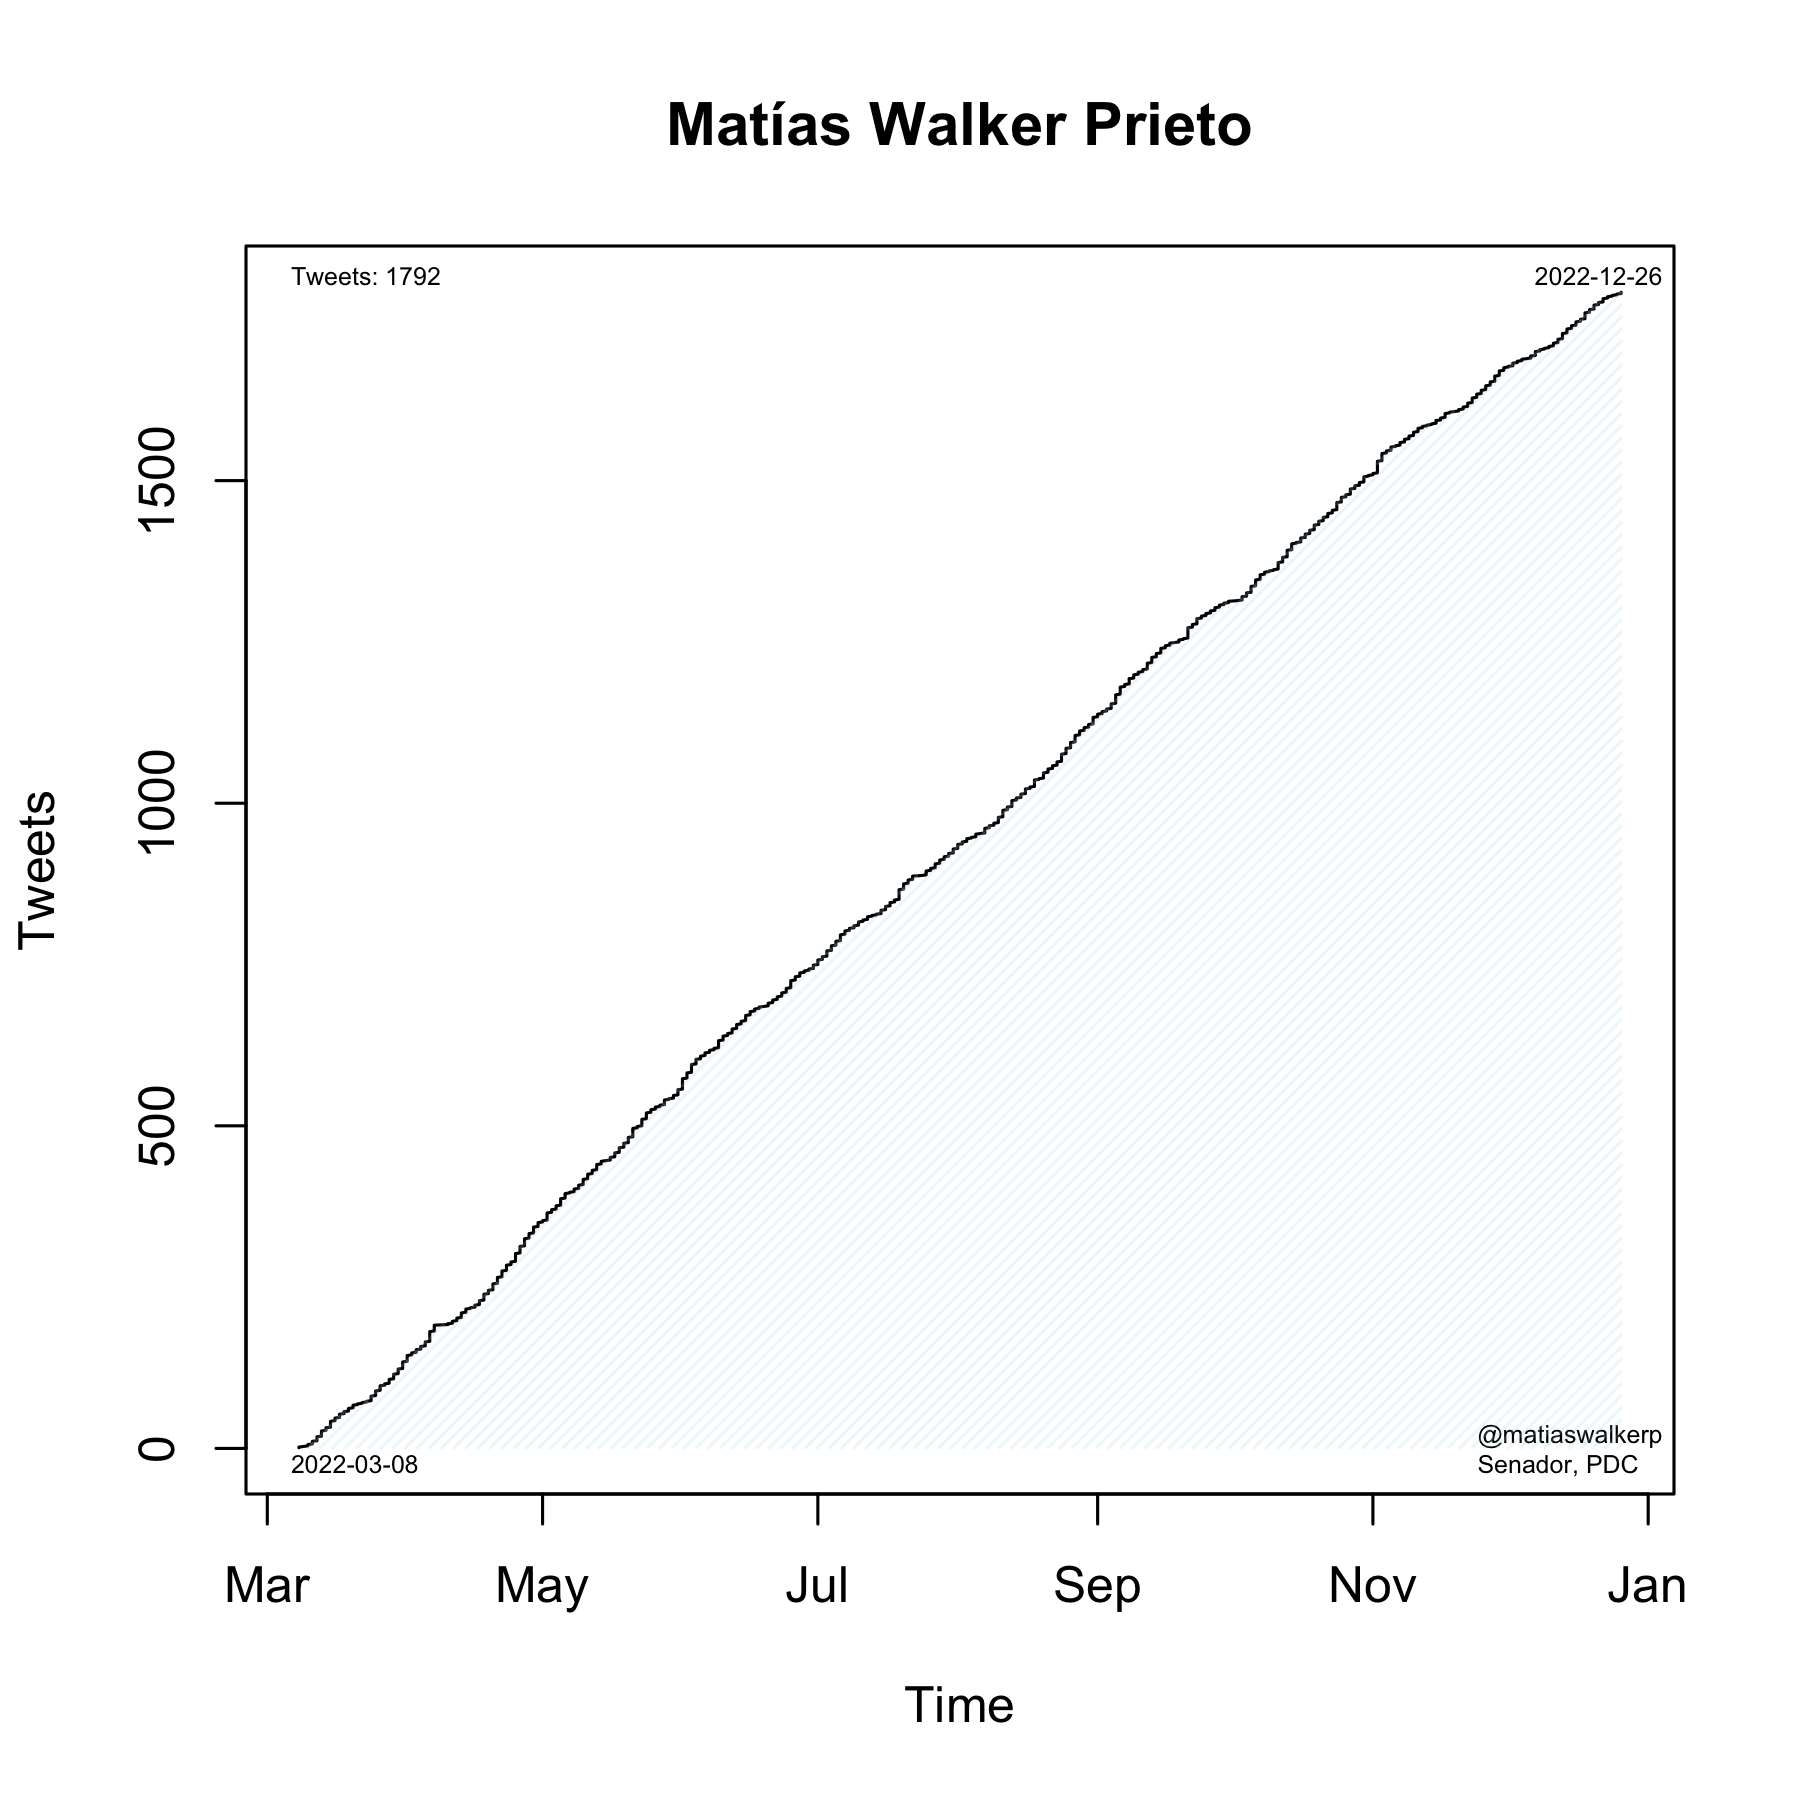 Matías Walker Prieto
Tweets: 1792
2022-12-26
1500
1000
500
0
Tweets
@matiaswalkerp
2022-03-08
Senador, PDC
Mar
May
Jul
Sep
Nov
Jan
Time